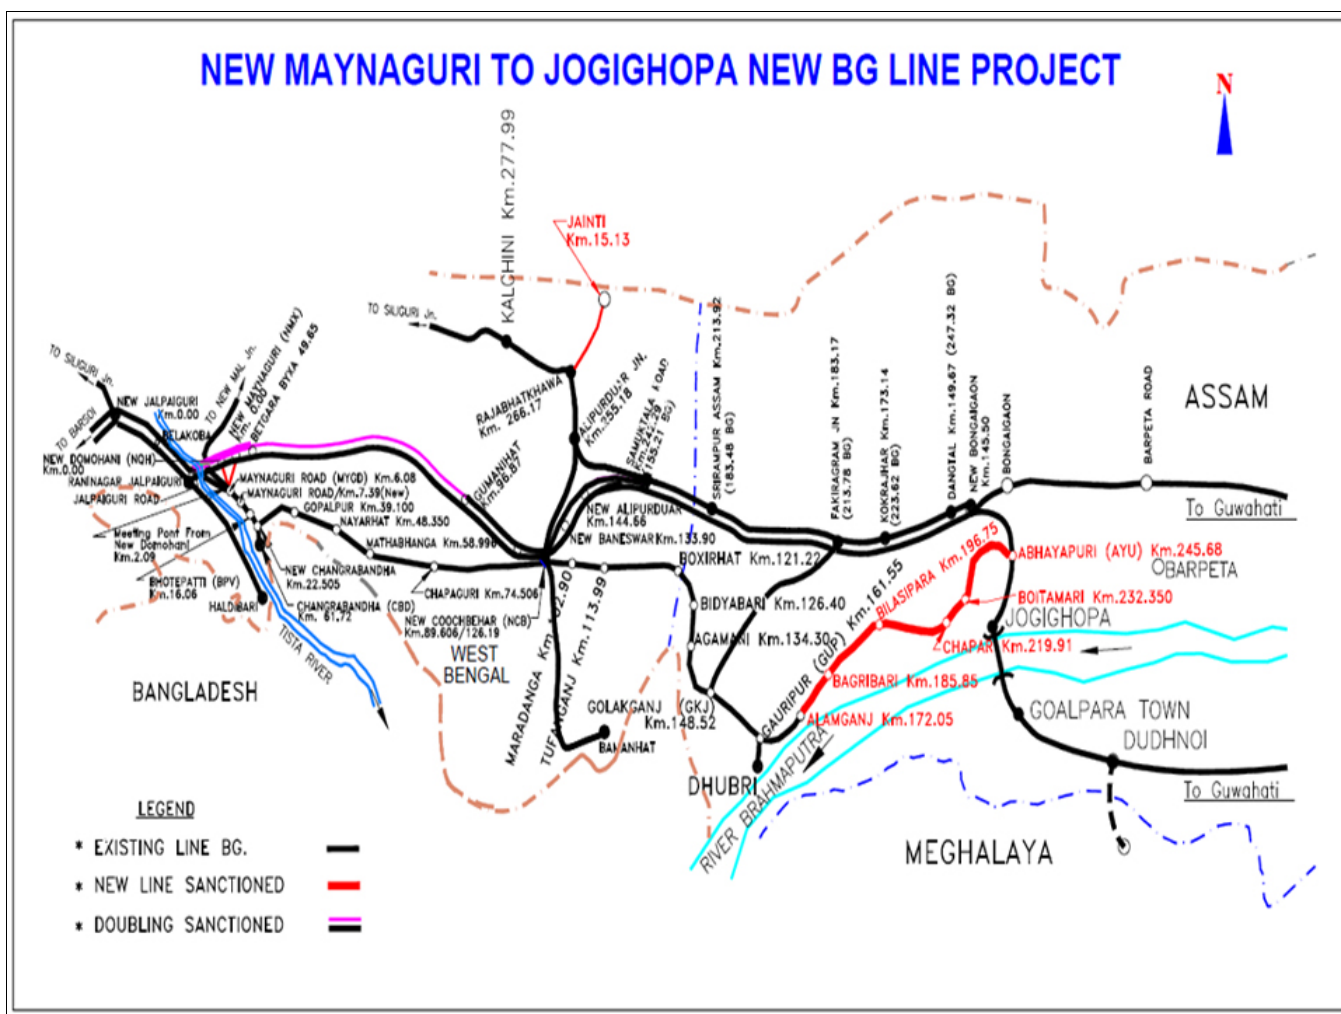 NEW MAYNAGURI TO JOGIGHOPA NEW BG LINE PROJECT
N
KALCHINI Km.277.99
JAINTI
Km.15.13
TO SILIGURI Jn.
TO SILIGURI Jn.
TO BARSOI
TO NEW MAL Jn.
NEW MAYNAGURI (NMX)
Km. 0.00
BETGARA BYXA 49.65
NEW JALPAIGURI
Km.0.00
BELAKOBA
NEW DOMOHANI (NQH)
Km.0.00
RANINAGAR JALPAIGURI
JALPAIGURI ROAD
MAYNAGURI ROAD (MYGD) Km.6.08
MAYNAGURI ROAD/Km.7.39(New)
GOPALPUR Km.39.100
NAYARHAT Km.48.350
MATHABHANGA Km.58.996
Meeting Pont From
New Domohani
Km.2.09
BHOTEPATTI (BPV)
Km.16.06
HALDIBARI
NEW CHANGRABANDHA
Km.22.505
CHANGRABANDHA (CBD)
Km. 61.72
TISTA RIVER
CHAPAGURI Km.74.506
NEW COOCHBEHAR (NCB)
Km.89.606/126.19
WEST
BENGAL
BANGLADESH
GUMANIHAT
Km.96.87
RAJABHATKHAWA
Km. 266.17
ALIPURDUAR JN.
Km.255.18
SAMUKTALA ROAD
NEW ALIPURDUAR
Km.144.66
NEW BANESWAR Km.133.90
MARADANGA Km.102.90
TUFANGANJ Km.113.99
BOXIRHAT Km.121.22
BIDYABARI Km.126.40
AGAMANI Km.134.30
GOLAKGANJ (GKJ)
Km.148.52
BAMANHAT
DHUBRI
SRIRAMPUR ASSAM Km.213.92
(183.48 BG)
FAKIRAGRAM JN Km.183.17
(213.78 BG)
KOKRAJHAR Km.173.14
(223.62 BG)
DANGTAL Km.149.67 (247.32 BG)
NEW BONGAIGAON
Km.145.50
BONGAIGAON
BARPETA ROAD
ASSAM
To Guwahati
GAURIPUR (GUP) Km.161.55
BILASIPARA Km.196.75
ABHAYAPURI (AYU) Km.245.68
BARPETA
BOITAMARI Km.232.350
JOGIGHOPA
CHAPAR Km.219.91
BAGRIBARI Km.185.85
ALAMGANJ Km.172.05
GOALPARA TOWN
DUDHNOI
To Guwahati
RIVER BRAHMAPUTRA
MEGHALAYA
LEGEND
* EXISTING LINE BG.
* NEW LINE SANCTIONED
* DOUBLING SANCTIONED